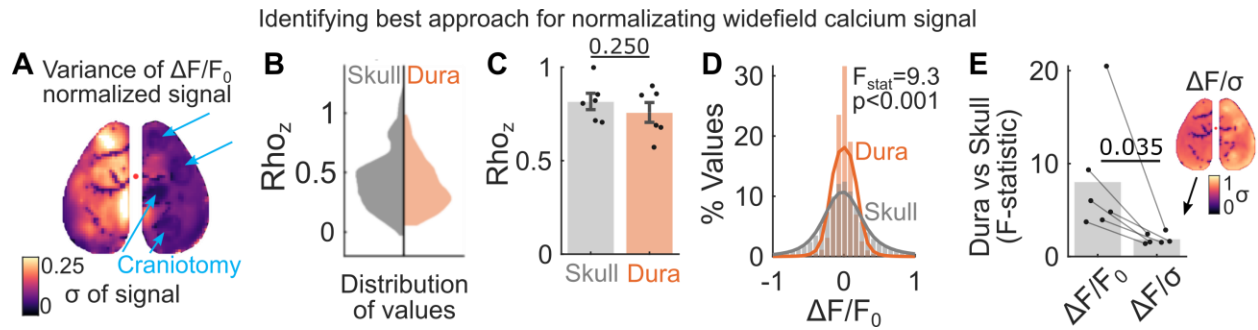 Identifying best approach for normalizating widefield calcium signal
A
Variance of ΔF/F0
normalized signal
Craniotomy
0.25
0
σ of signal
B
Skull
Dura
Rhoz
1
0.5
0
Distribution
of values
C
0.250
Rhoz
1
0.5
0
Skull
Dura
D
% Values
30
20
10
0
Fstat=9.3
p<0.001
Dura
Skull
-1
0
1
ΔF/F0
E
Dura vs Skull
(F-statistic)
20
10
0
0.035
ΔF/σ
1
0
σ
ΔF/F0
ΔF/σ